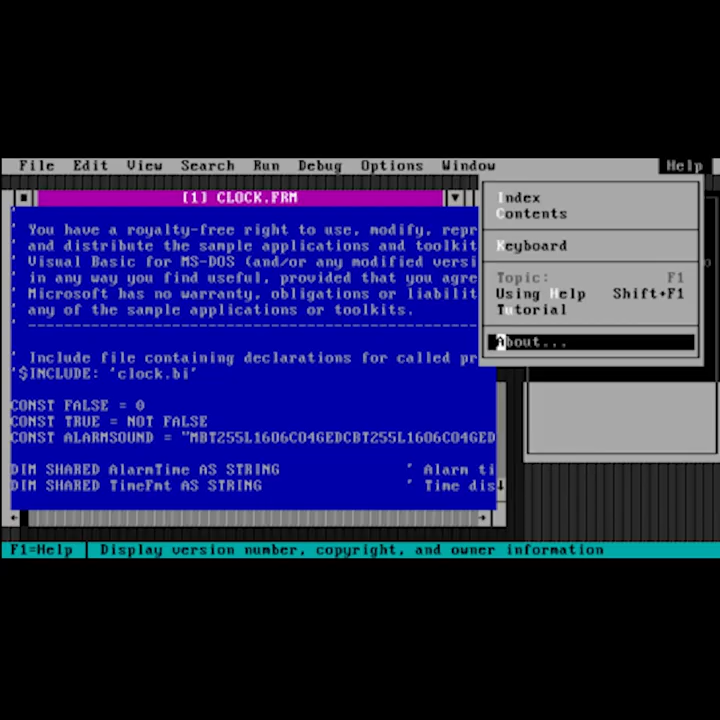 File Edit View Search Run Debug Options Window Help
[1] CLOCK.FRM
Index
Contents
Keyboard
Topic: F1
Using Help Shift+F1
Tutorial
About...
'
' You have a royalty-free right to use, modify, repr
' and distribute the sample applications and toolkit
' Visual Basic for MS-DOS (and/or any modified versi
' in any way you find useful, provided that you agre
' Microsoft has no warranty, obligations or liabilit
' any of the sample applications or toolkits.
' --------------------------------------------------
' Include file containing declarations for called pr
'$INCLUDE: 'clock.bi'
CONST FALSE = 0
CONST TRUE = NOT FALSE
CONST ALARMSOUND = "MBT255L16O6CO4GEDCBT255L16O6CO4GED
DIM SHARED AlarmTime AS STRING ' Alarm ti
DIM SHARED TimeFmt AS STRING ' Time dis
F1=Help Display version number, copyright, and owner information